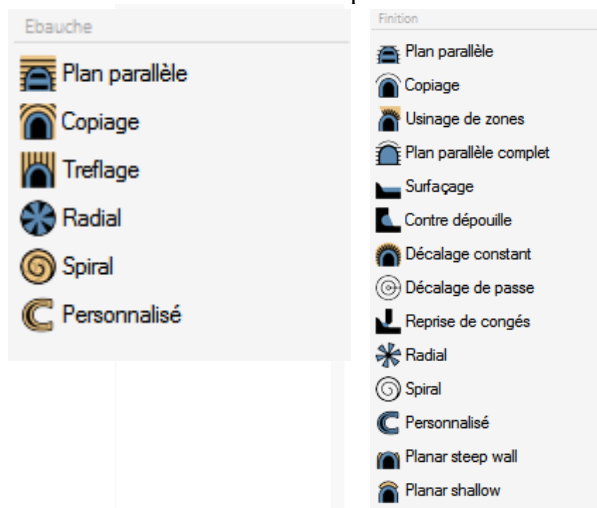 Ebauche
Plan parallèle
Copiage
Treflage
Radial
Spiral
Personnalisé
Finition
Plan parallèle
Copiage
Usinage de zones
Plan parallèle complet
Surfaçage
Contre dépouille
Décalage constant
Décalage de passe
Reprise de congés
Radial
Spiral
Personnalisé
Planar steep wall
Planar shallow